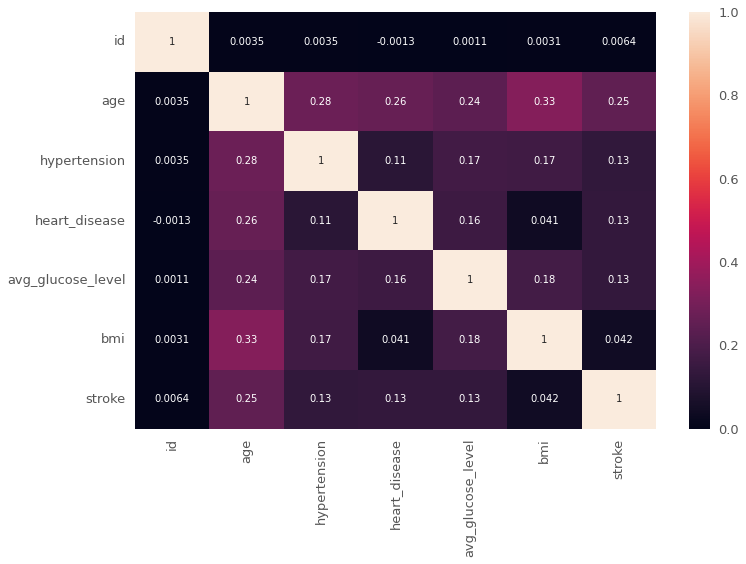 id 1 0.0035 0.0035 -0.0013 0.0011 0.0031 0.0064
age 0.0035 1 0.28 0.26 0.24 0.33 0.25
hypertension 0.0035 0.28 1 0.11 0.17 0.17 0.13
heart_disease -0.0013 0.26 0.11 1 0.16 0.041 0.13
avg_glucose_level 0.0011 0.24 0.17 0.16 1 0.18 0.13
bmi 0.0031 0.33 0.17 0.041 0.18 1 0.042
stroke 0.0064 0.25 0.13 0.13 0.13 0.042 1
id
age
hypertension
heart_disease
avg_glucose_level
bmi
stroke
1.0
0.8
0.6
0.4
0.2
0.0